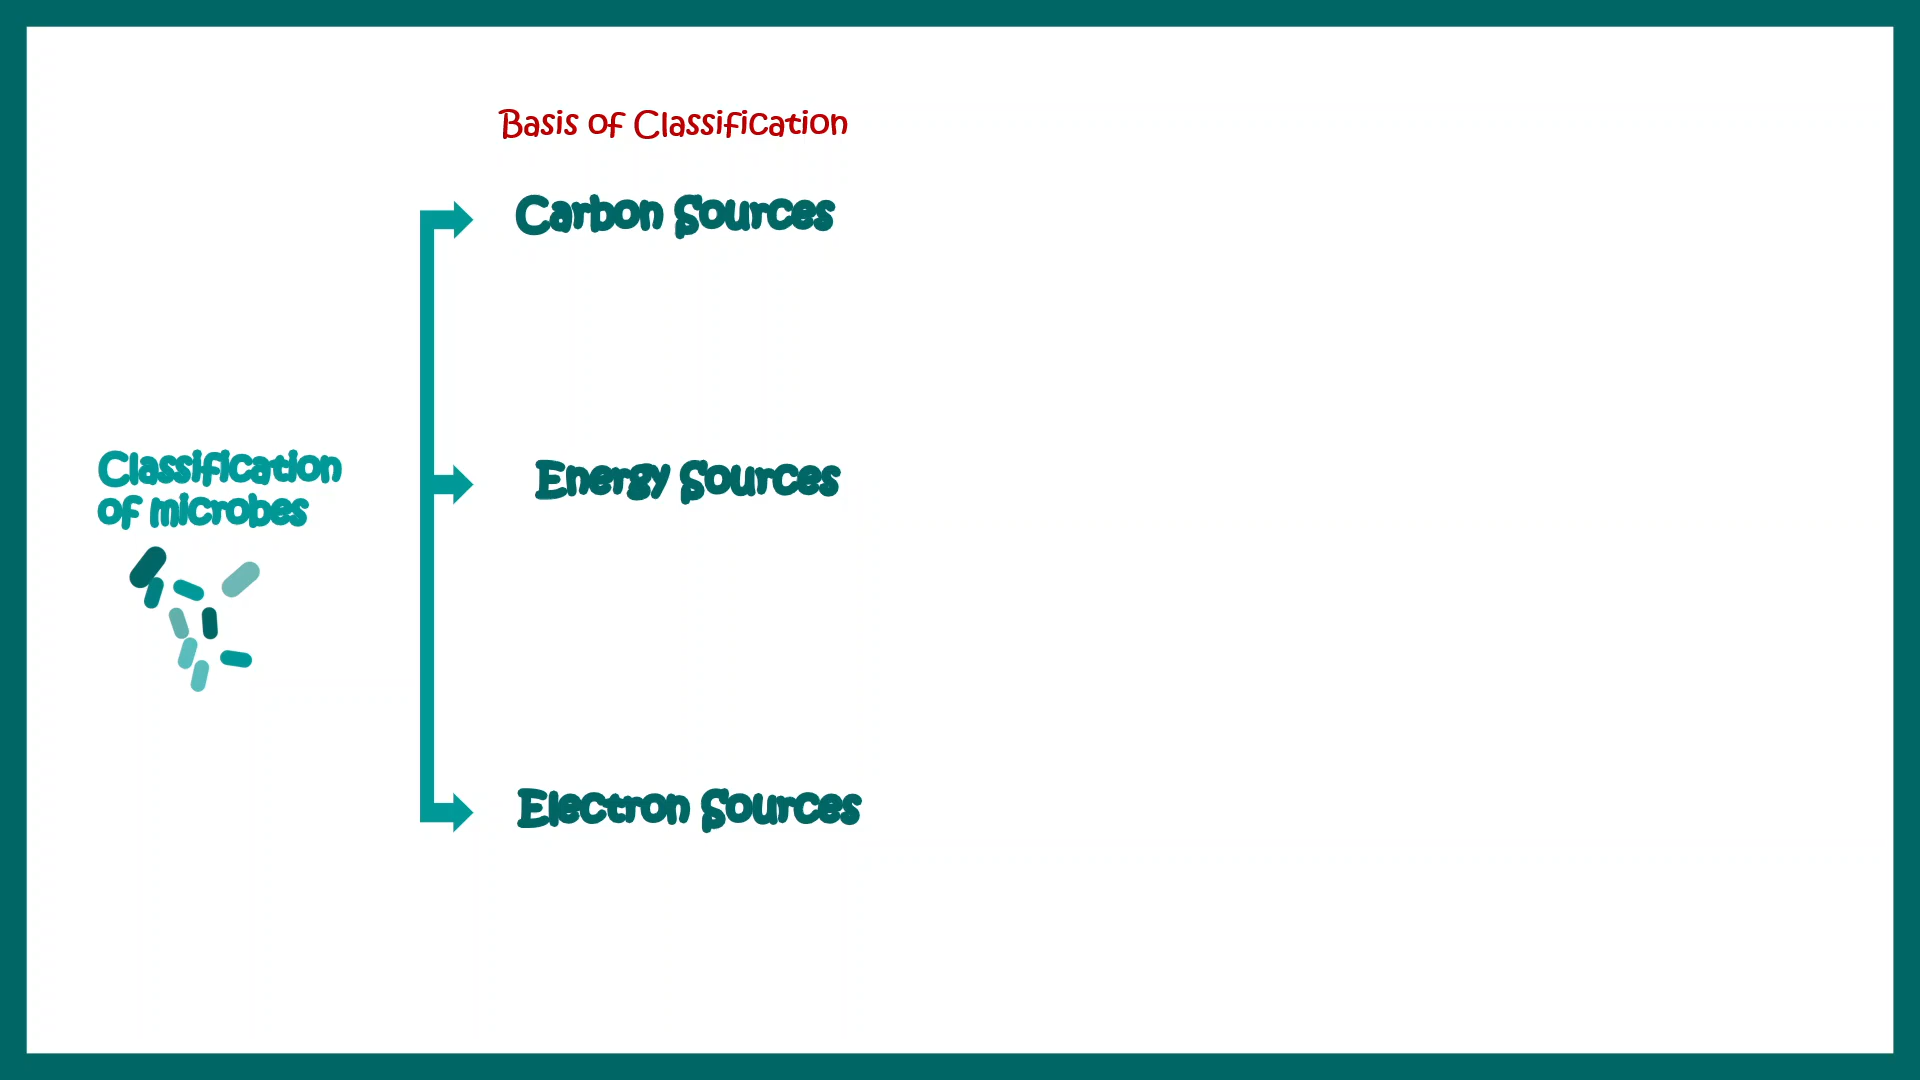 Basis of Classification
Carbon Sources
Energy Sources
Classification
of microbes
Electron Sources